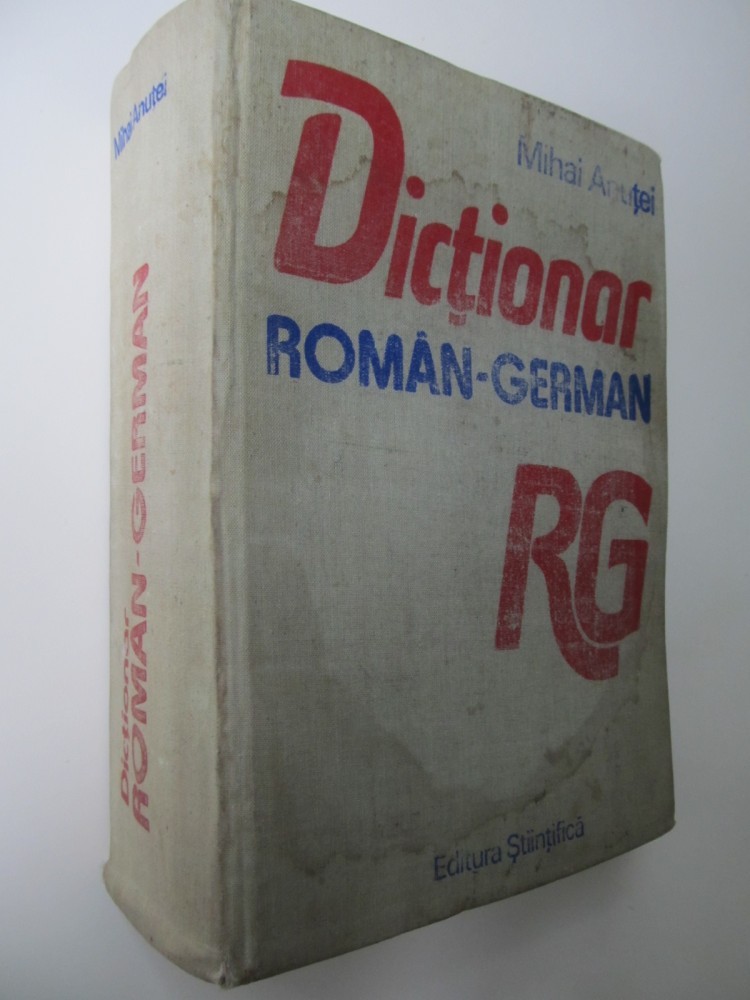 Mihai Anuței
Dicționar
ROMÂN-GERMAN
RG
Editura Științifică
Mihai Anuței
Dicționar
ROMÂN-GERMAN